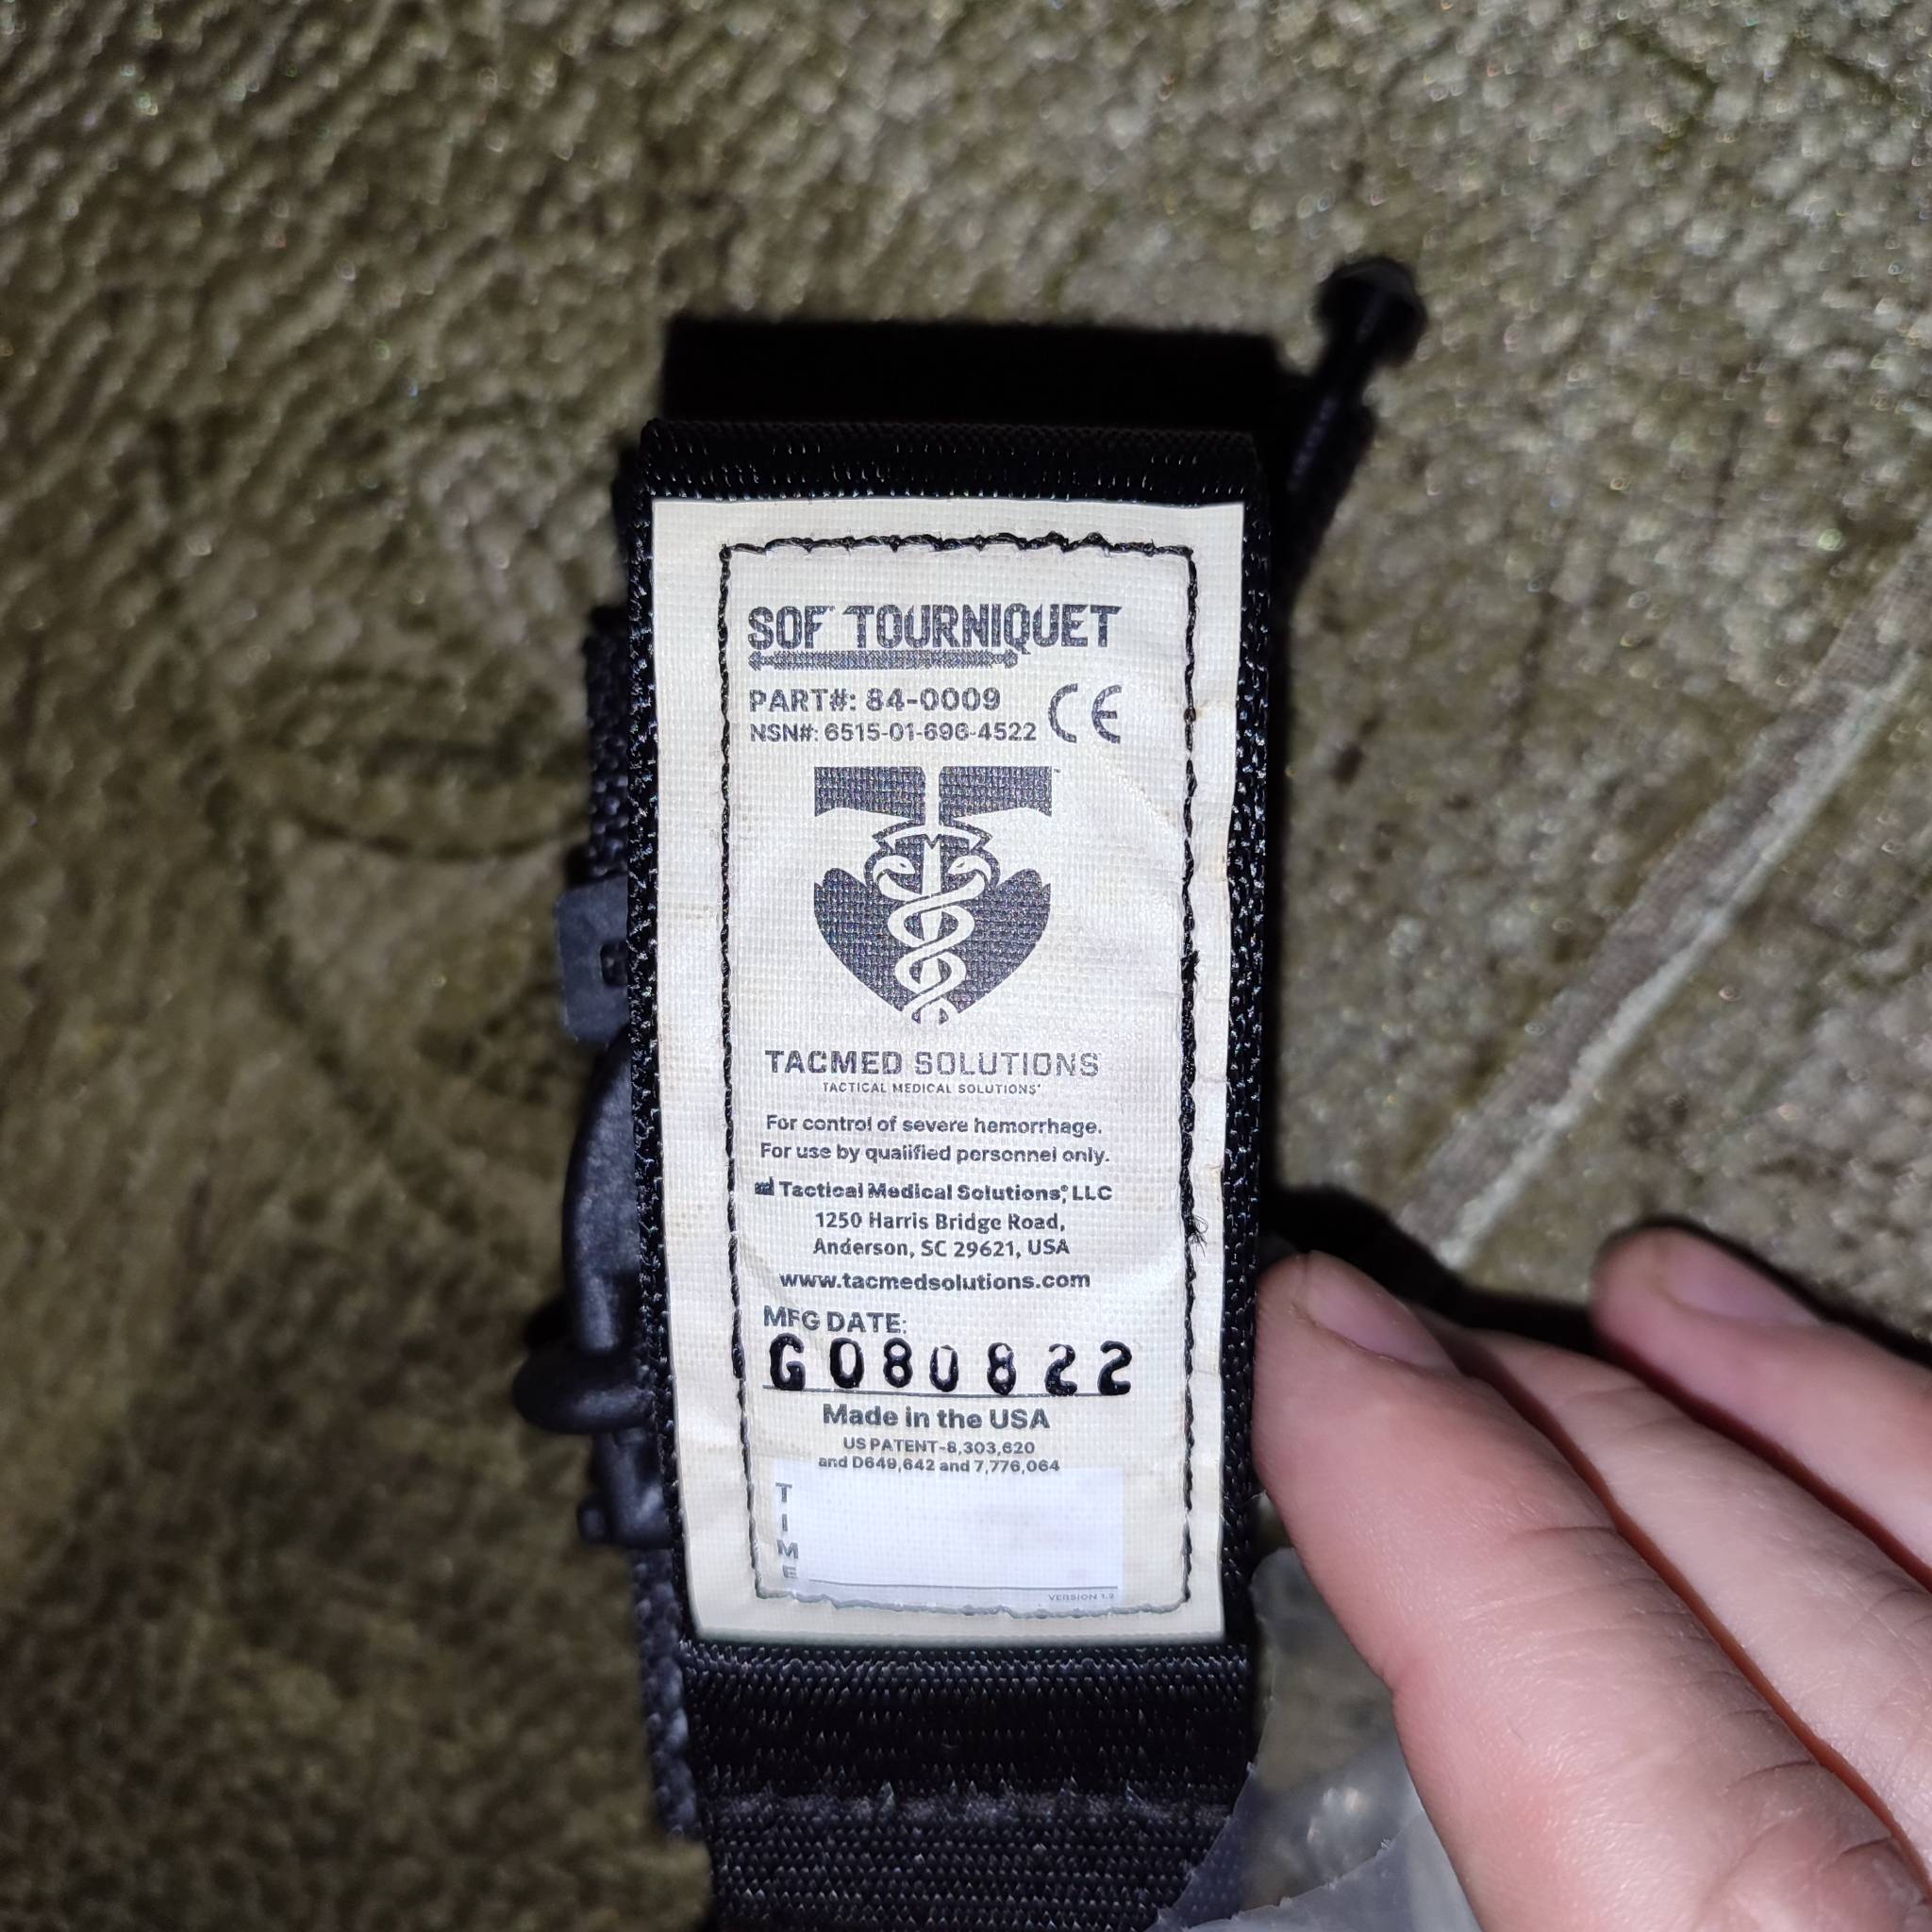 SOF TOURNIQUET
PART#: 84-0009
NSN#: 6515-01-696-4522
CE
TM
TACMED SOLUTIONS
TACTICAL MEDICAL SOLUTIONS®
For control of severe hemorrhage.
For use by qualified personnel only.
Tactical Medical Solutions®, LLC
1250 Harris Bridge Road,
Anderson, SC 29621, USA
www.tacmedsolutions.com
MFG DATE:
G080822
Made in the USA
US PATENT-8,303,620
and D649,642 and 7,776,064
TIME
VERSION 1.2